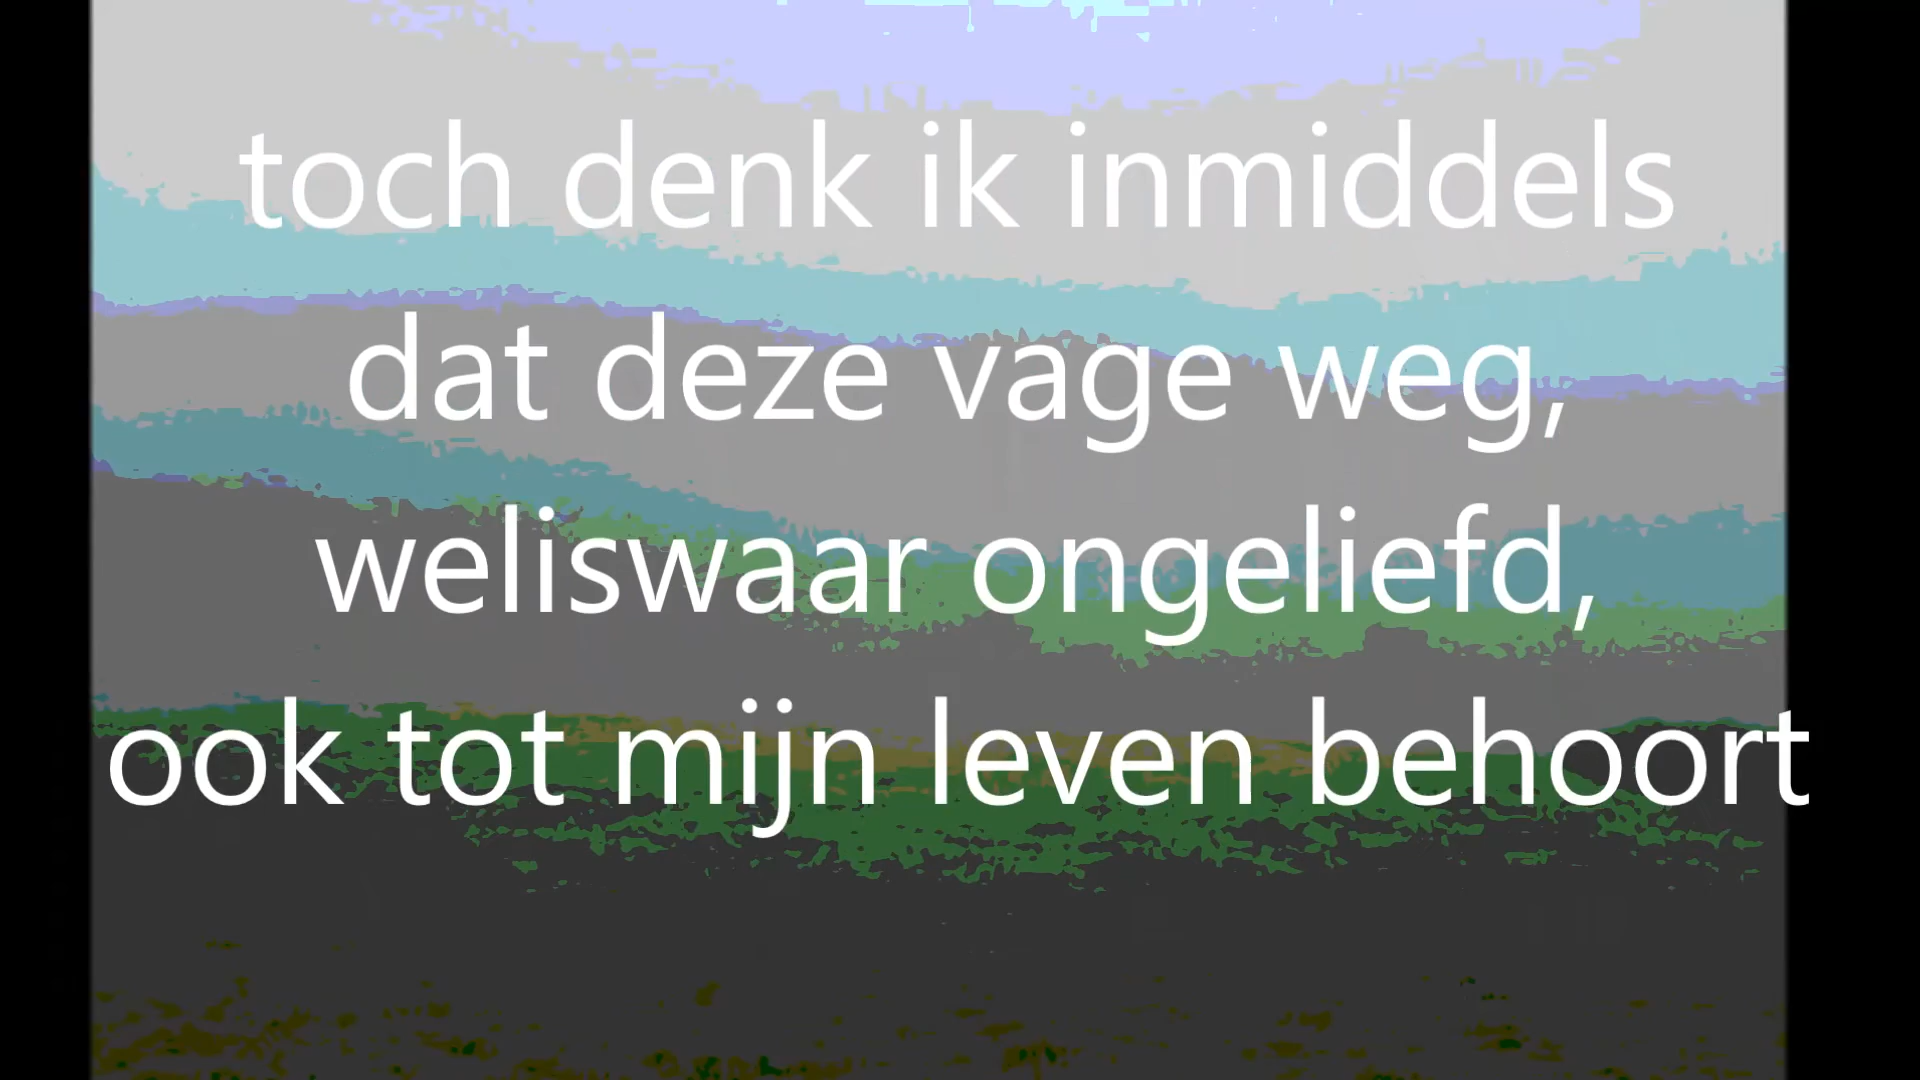 toch denk ik inmiddels
dat deze vage weg,
weliswaar ongeliefd,
ook tot mijn leven behoort